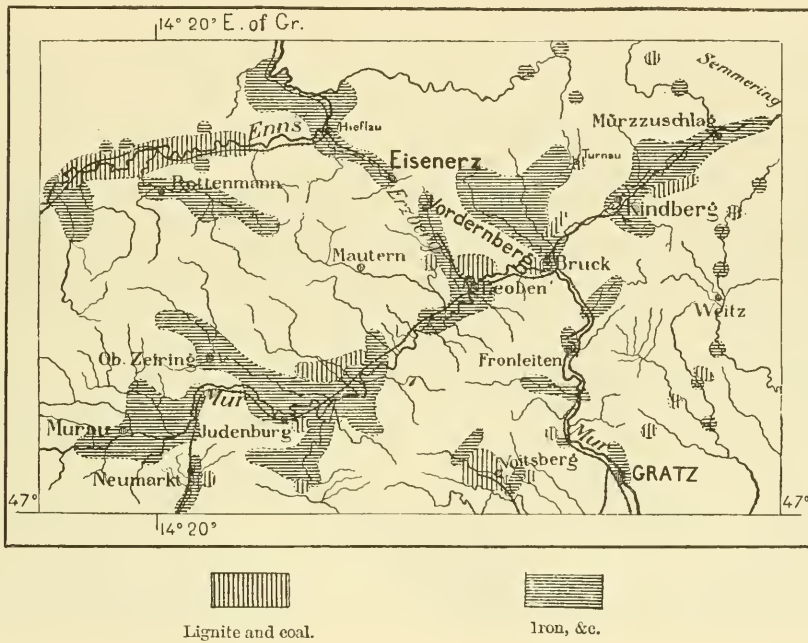 14° 20' E. of Gr.
Semmering
Mürzzuschlag
Enns
Hieflau
Eisenerz
Turnau
Rottenmann
Erzberg
Vordernberg
Kindberg
Mautern
Bruck
Leoben
Weitz
Ob. Zeiring
Fronleiten
Mur
Murau
Judenburg
Mur
Voitsberg
Neumarkt
GRATZ
47°
47°
14° 20'
Lignite and coal.
Iron, &c.